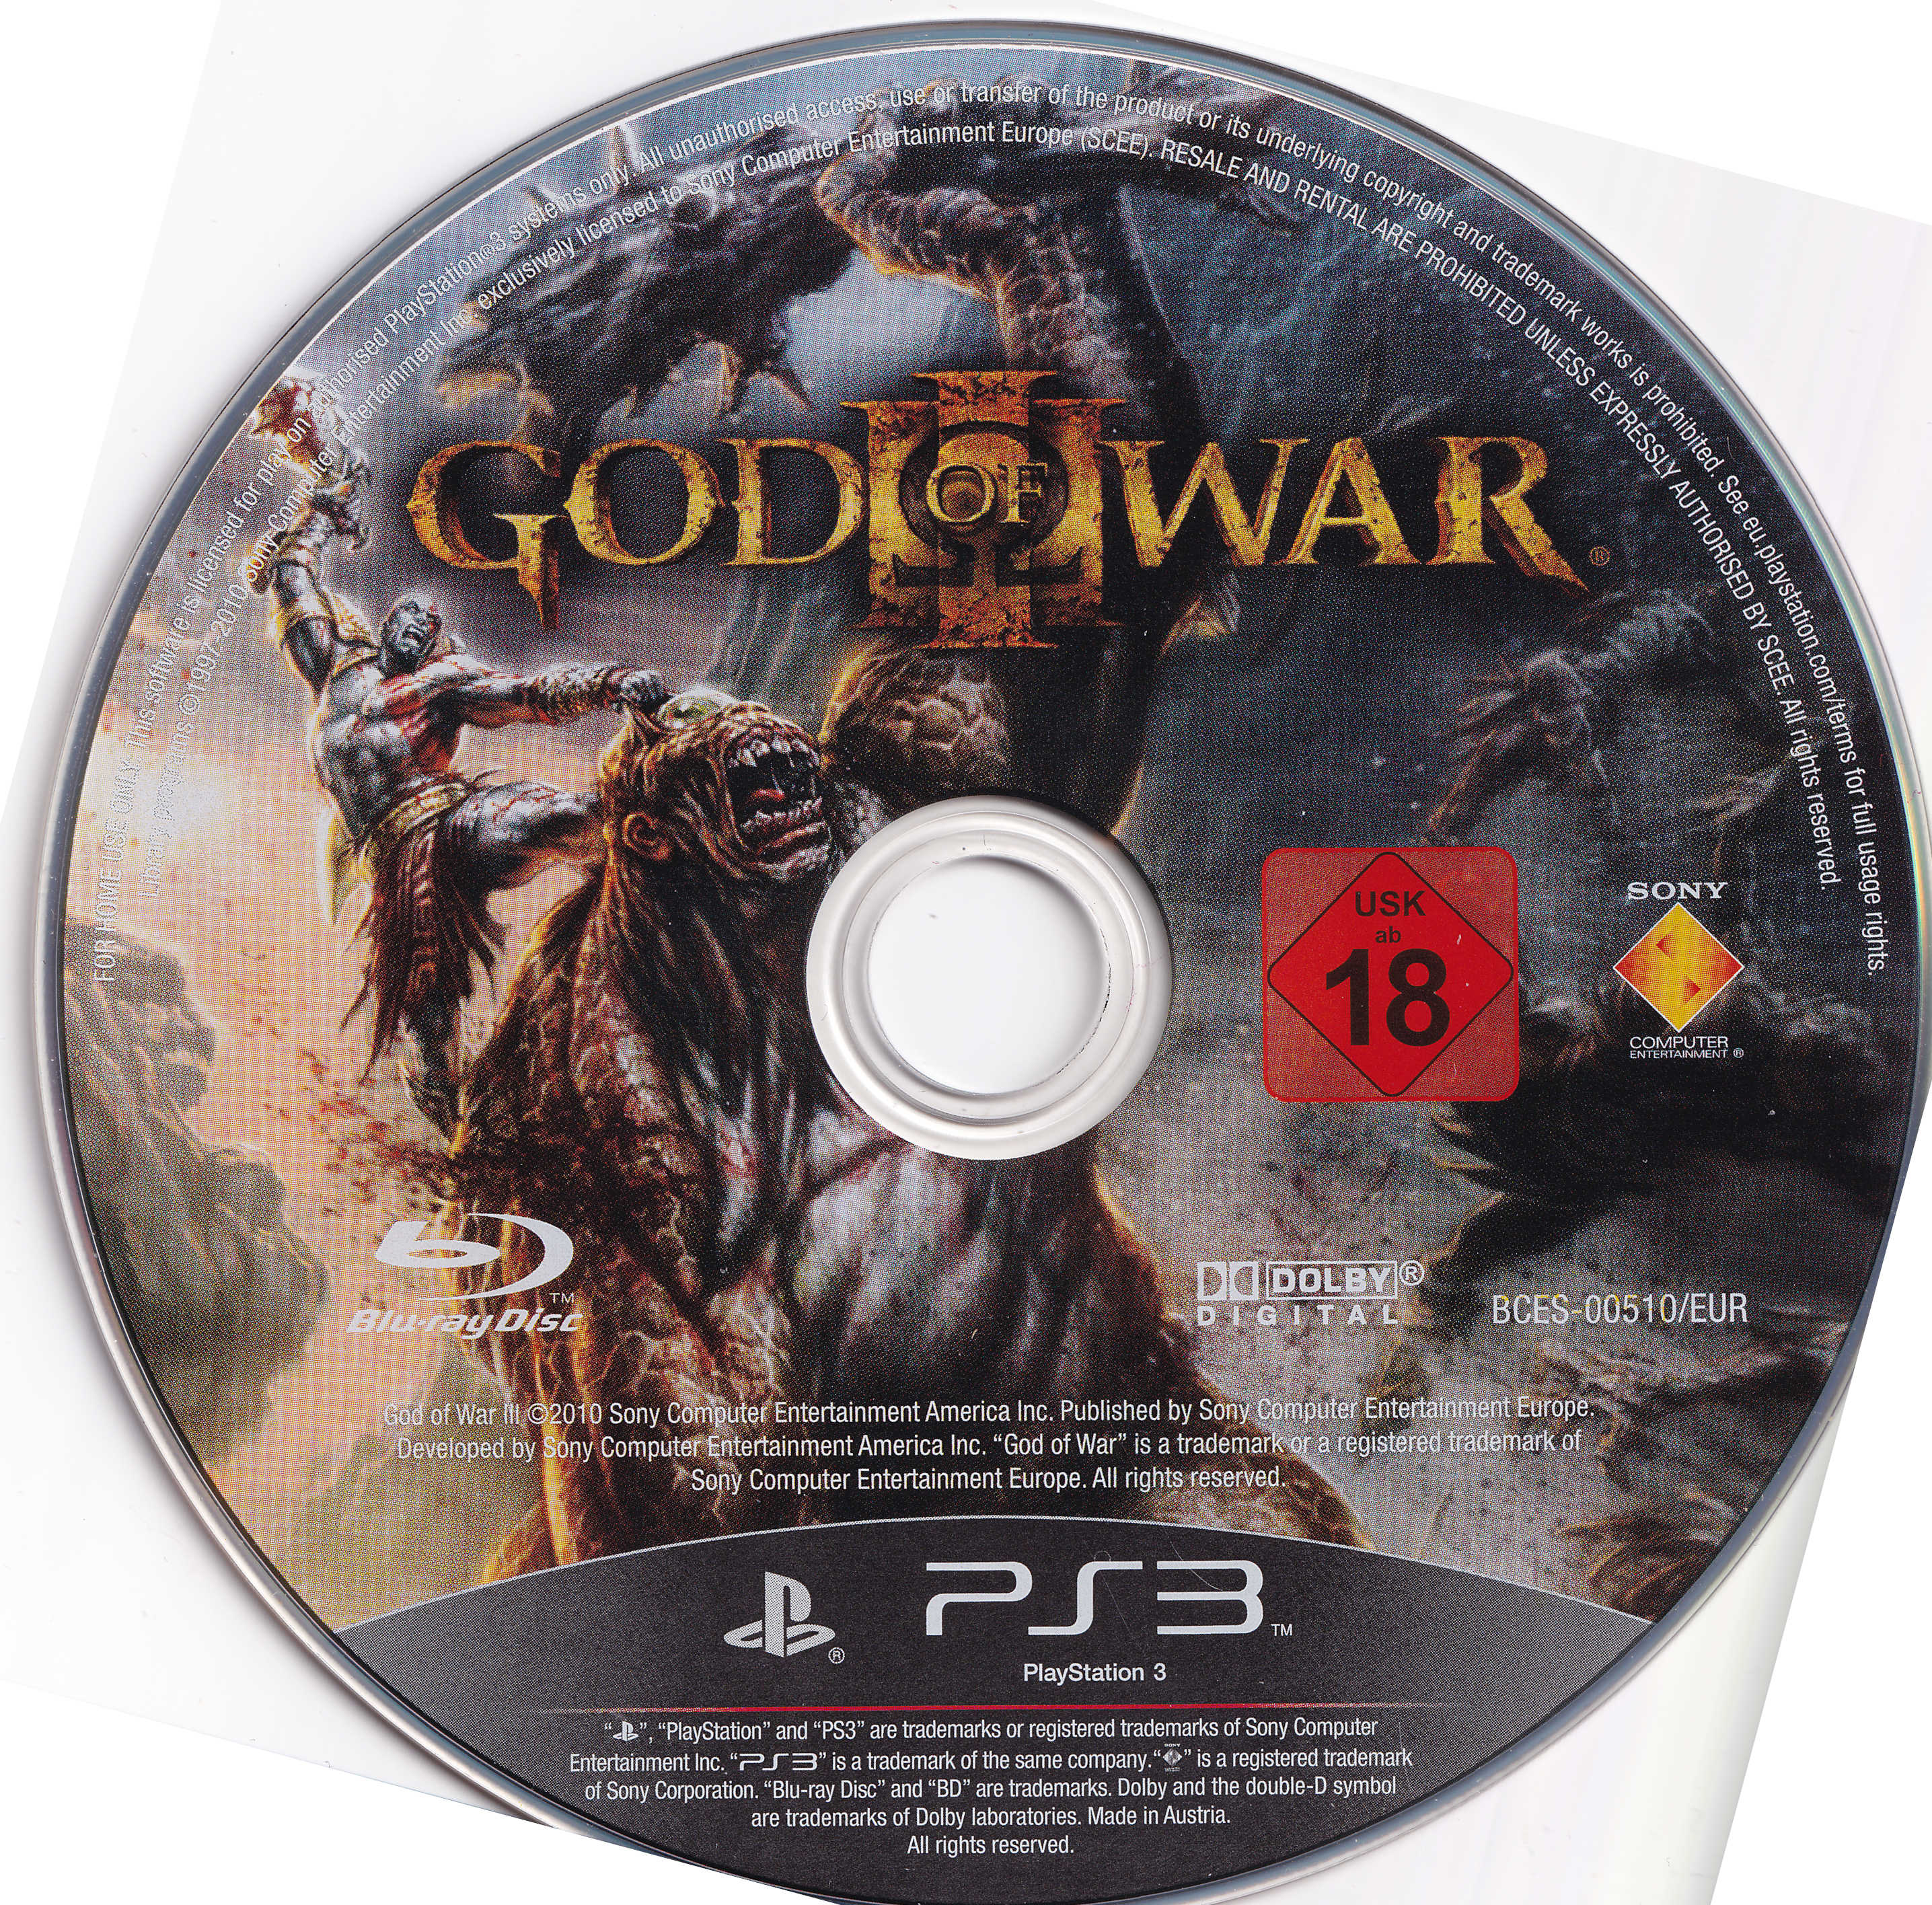 FOR HOME USE ONLY. This software is licensed for play on authorised PlayStation®3 systems only. All unauthorised access, use or transfer of the product or its underlying copyright and trademark works is prohibited. See eu.playstation.com/terms for full usage rights.
Library programs ©1997-2010 Sony Computer Entertainment Inc. exclusively licensed to Sony Computer Entertainment Europe (SCEE). RESALE AND RENTAL ARE PROHIBITED UNLESS EXPRESSLY AUTHORISED BY SCEE. All rights reserved.
GOD OF WAR ®
III
USK
ab
18
SONY
COMPUTER
ENTERTAINMENT ®
Blu-ray Disc ™
DOLBY ®
DIGITAL
BCES-00510/EUR
God of War III ©2010 Sony Computer Entertainment America Inc. Published by Sony Computer Entertainment Europe.
Developed by Sony Computer Entertainment America Inc. “God of War” is a trademark or a registered trademark of
Sony Computer Entertainment Europe. All rights reserved.
® PS3 ™
PlayStation 3
“ ”, “PlayStation” and “PS3” are trademarks or registered trademarks of Sony Computer
Entertainment Inc. “PS3” is a trademark of the same company. “ ” is a registered trademark
of Sony Corporation. “Blu-ray Disc” and “BD” are trademarks. Dolby and the double-D symbol
are trademarks of Dolby laboratories. Made in Austria.
All rights reserved.